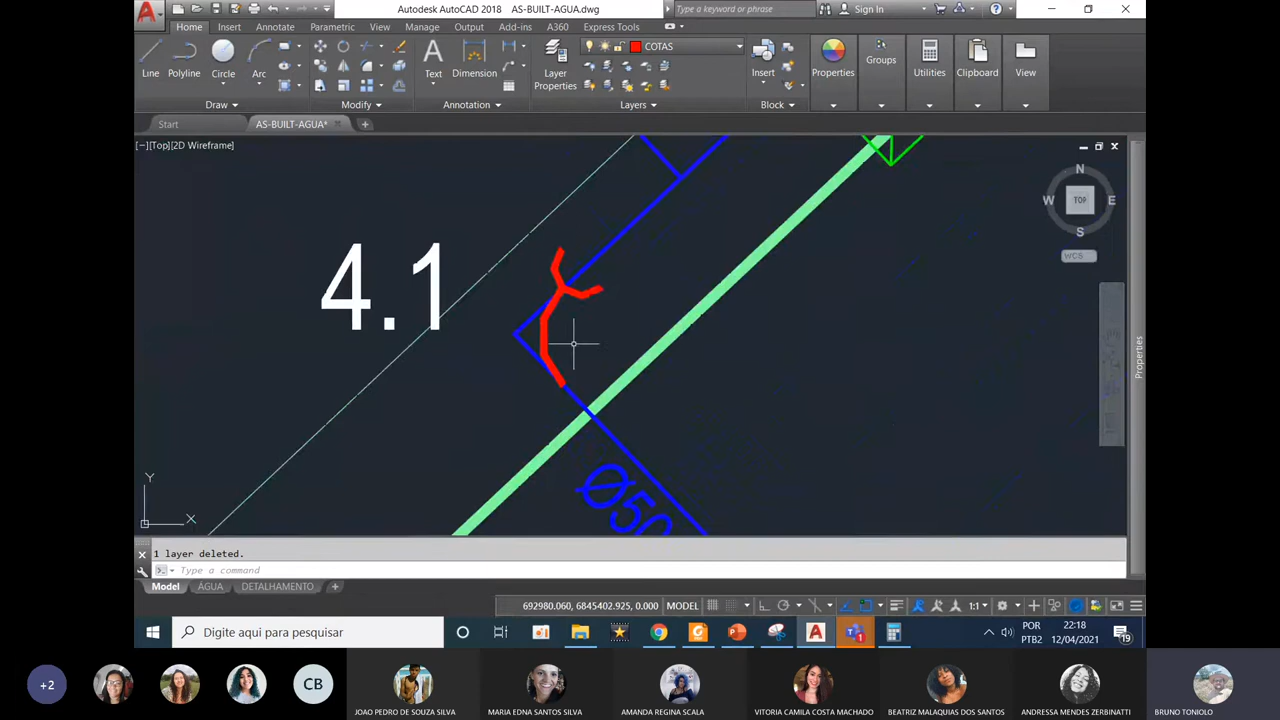 Autodesk AutoCAD 2018 AS-BUILT-AGUA.dwg
Type a keyword or phrase
Sign In
Home Insert Annotate Parametric View Manage Output Add-ins A360 Express Tools
COTAS
Line Polyline Circle Arc
Text Dimension
Layer
Properties
Insert
Properties Groups Utilities Clipboard View
Draw Modify Annotation Layers Block
Start AS-BUILT-AGUA*
[−][Top][2D Wireframe]
N
W TOP E
S
WCS
4.1
Ø50
Properties
Y
X
1 layer deleted.
Type a command
Model ÁGUA DETALHAMENTO
692980.060, 6845402.925, 0.000 MODEL 1:1
Digite aqui para pesquisar
POR
PTB2
22:18
12/04/2021
19
1
+2
CB
JOAO PEDRO DE SOUZA SILVA
MARIA EDNA SANTOS SILVA
AMANDA REGINA SCALA
VITORIA CAMILA COSTA MACHADO
BEATRIZ MALAQUIAS DOS SANTOS
ANDRESSA MENDES ZERBINATTI
BRUNO TONIOLO